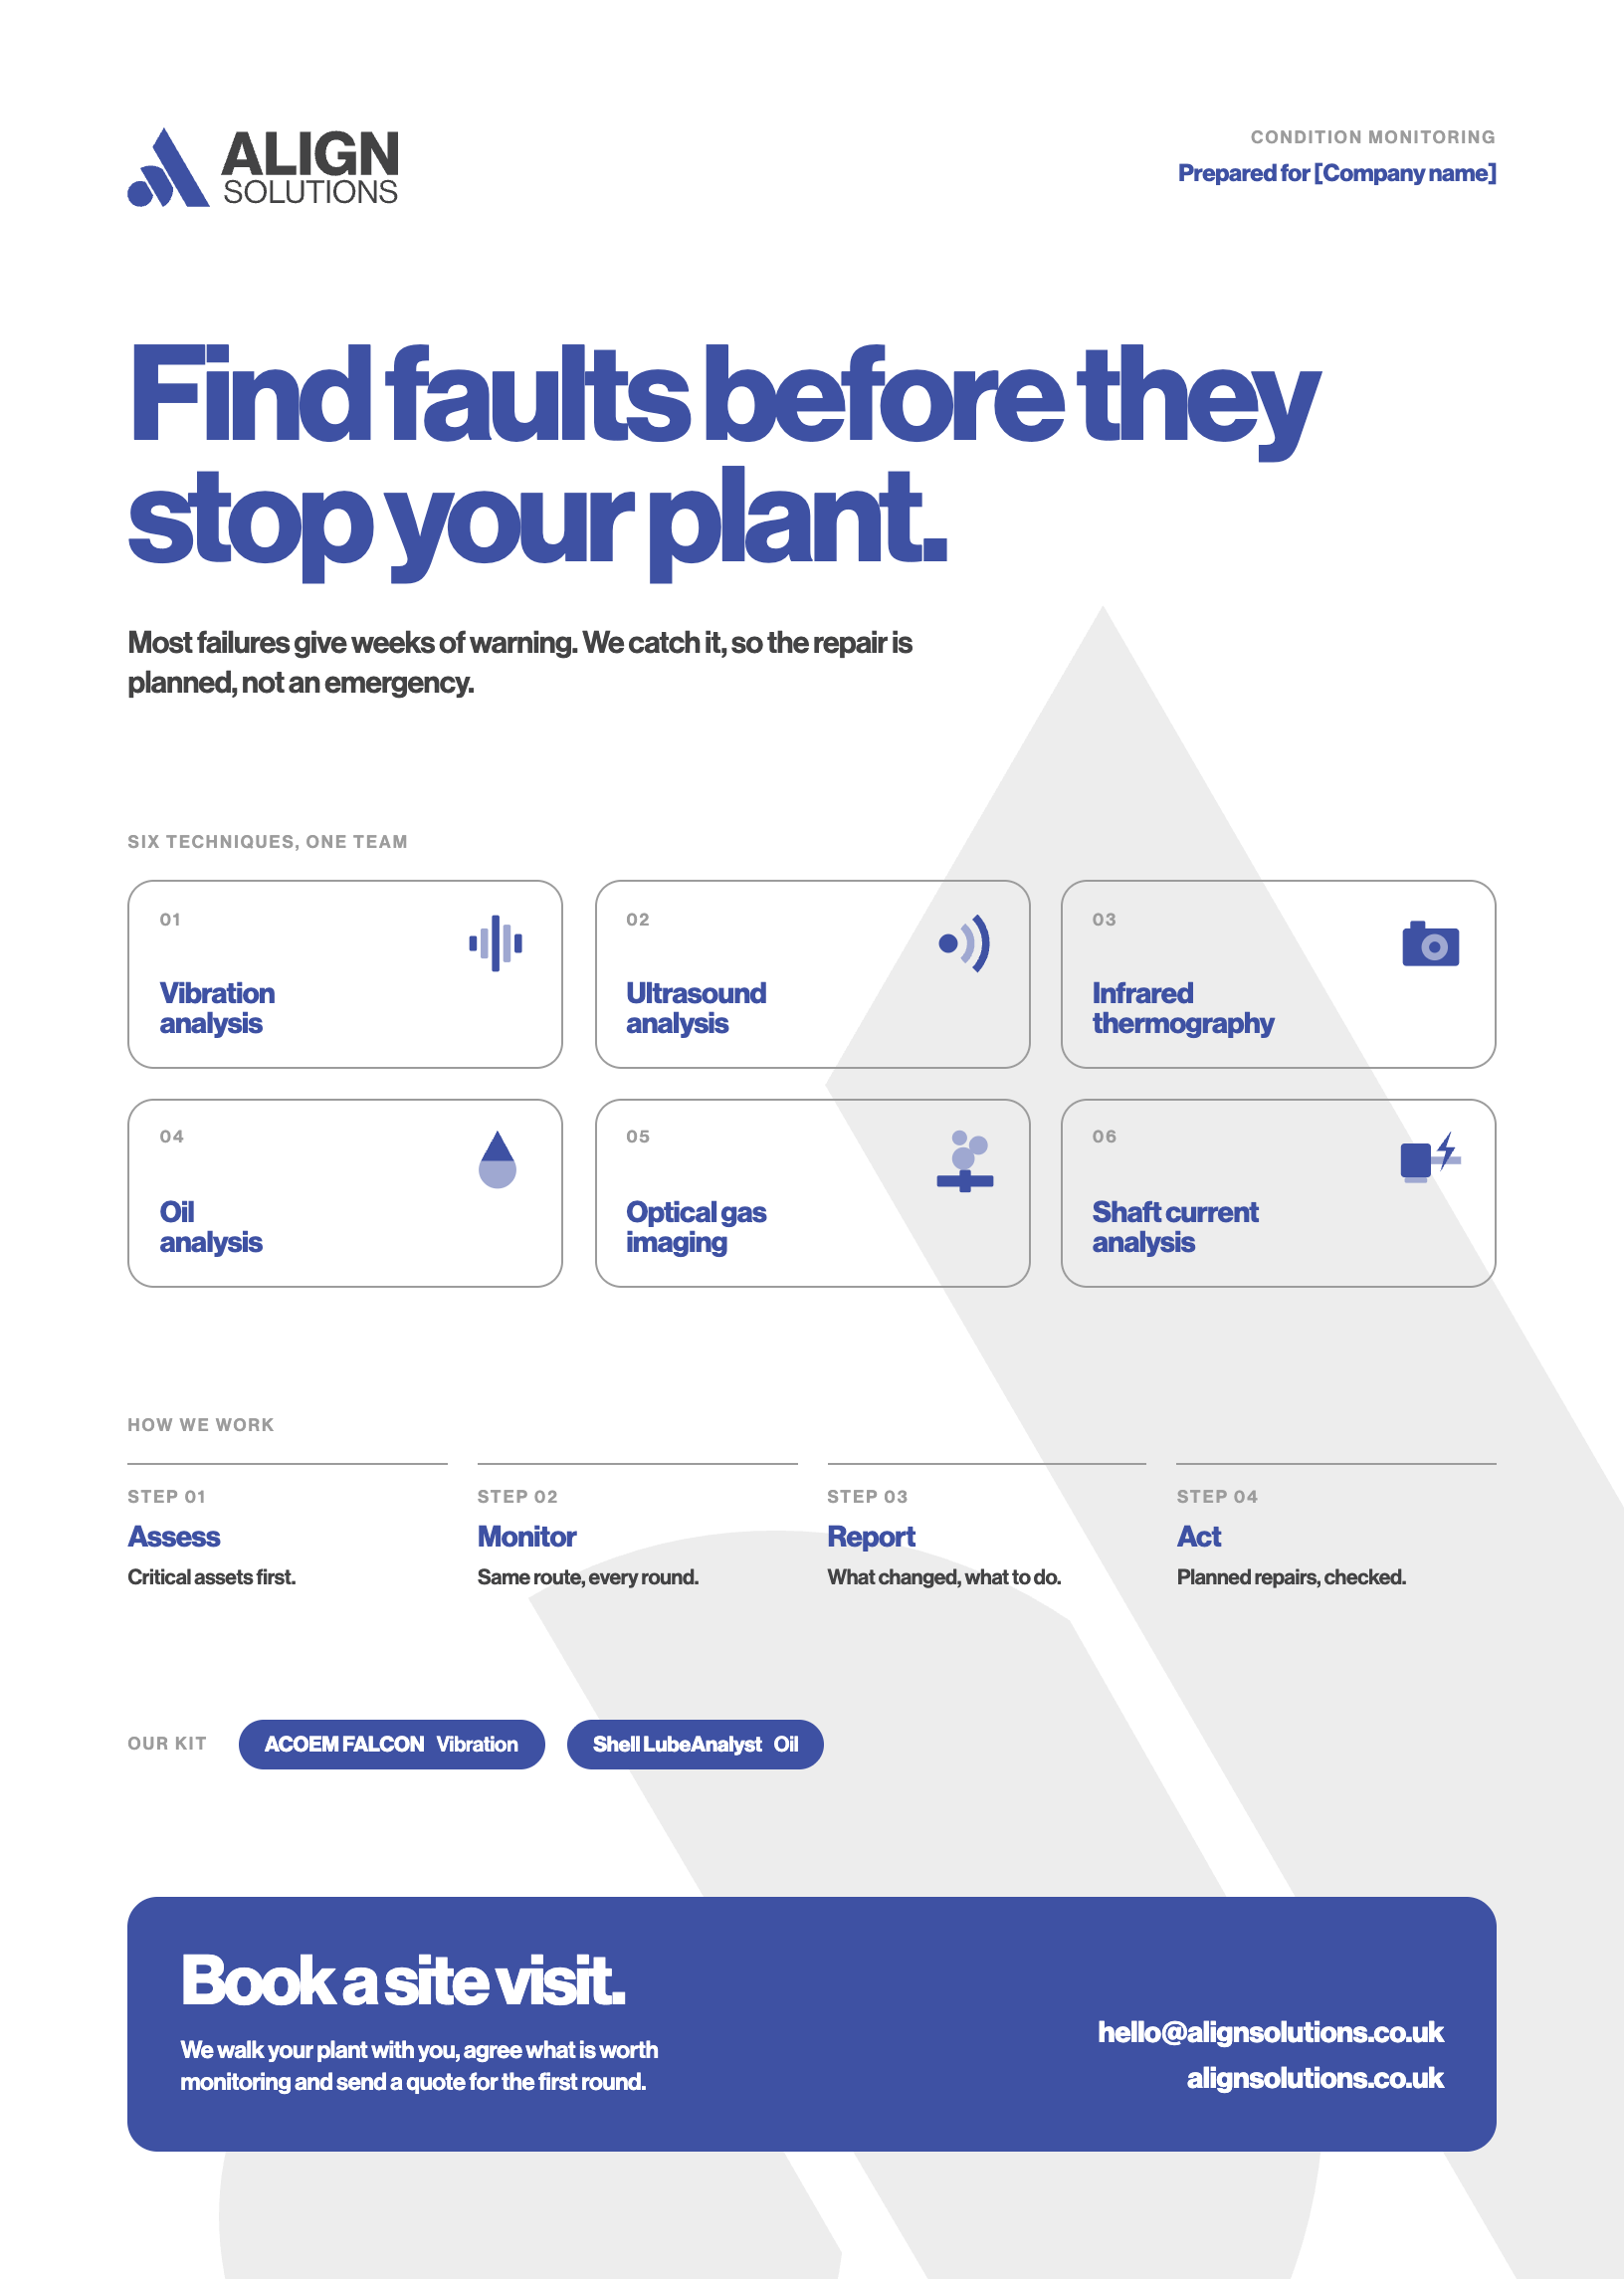 ALIGN
SOLUTIONS
CONDITION MONITORING
Prepared for [Company name]
Find faults before they
stop your plant.
Most failures give weeks of warning. We catch it, so the repair is
planned, not an emergency.
SIX TECHNIQUES, ONE TEAM
01
Vibration
analysis
02
Ultrasound
analysis
03
Infrared
thermography
04
Oil
analysis
05
Optical gas
imaging
06
Shaft current
analysis
HOW WE WORK
STEP 01
Assess
Critical assets first.
STEP 02
Monitor
Same route, every round.
STEP 03
Report
What changed, what to do.
STEP 04
Act
Planned repairs, checked.
OUR KIT
ACOEM FALCON Vibration
Shell LubeAnalyst Oil
Book a site visit.
We walk your plant with you, agree what is worth
monitoring and send a quote for the first round.
hello@alignsolutions.co.uk
alignsolutions.co.uk